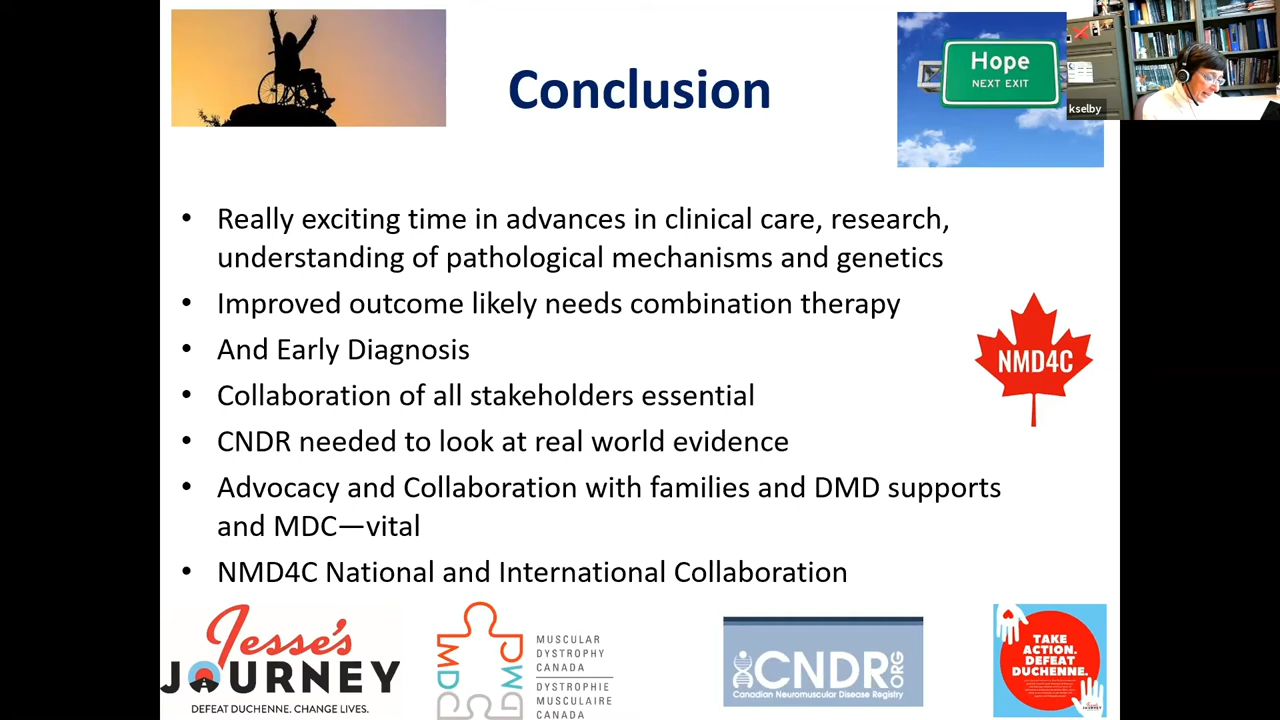 Conclusion
Hope
NEXT EXIT
kselby
• Really exciting time in advances in clinical care, research,
understanding of pathological mechanisms and genetics
• Improved outcome likely needs combination therapy
• And Early Diagnosis
• Collaboration of all stakeholders essential
• CNDR needed to look at real world evidence
• Advocacy and Collaboration with families and DMD supports
and MDC—vital
• NMD4C National and International Collaboration
NMD4C
Jesse's
JOURNEY
DEFEAT DUCHENNE. CHANGE LIVES.
MUSCULAR
DYSTROPHY
CANADA
DYSTROPHIE
MUSCULAIRE
CANADA
CNDR.ORG
Canadian Neuromuscular Disease Registry
TAKE
ACTION.
DEFEAT
DUCHENNE.